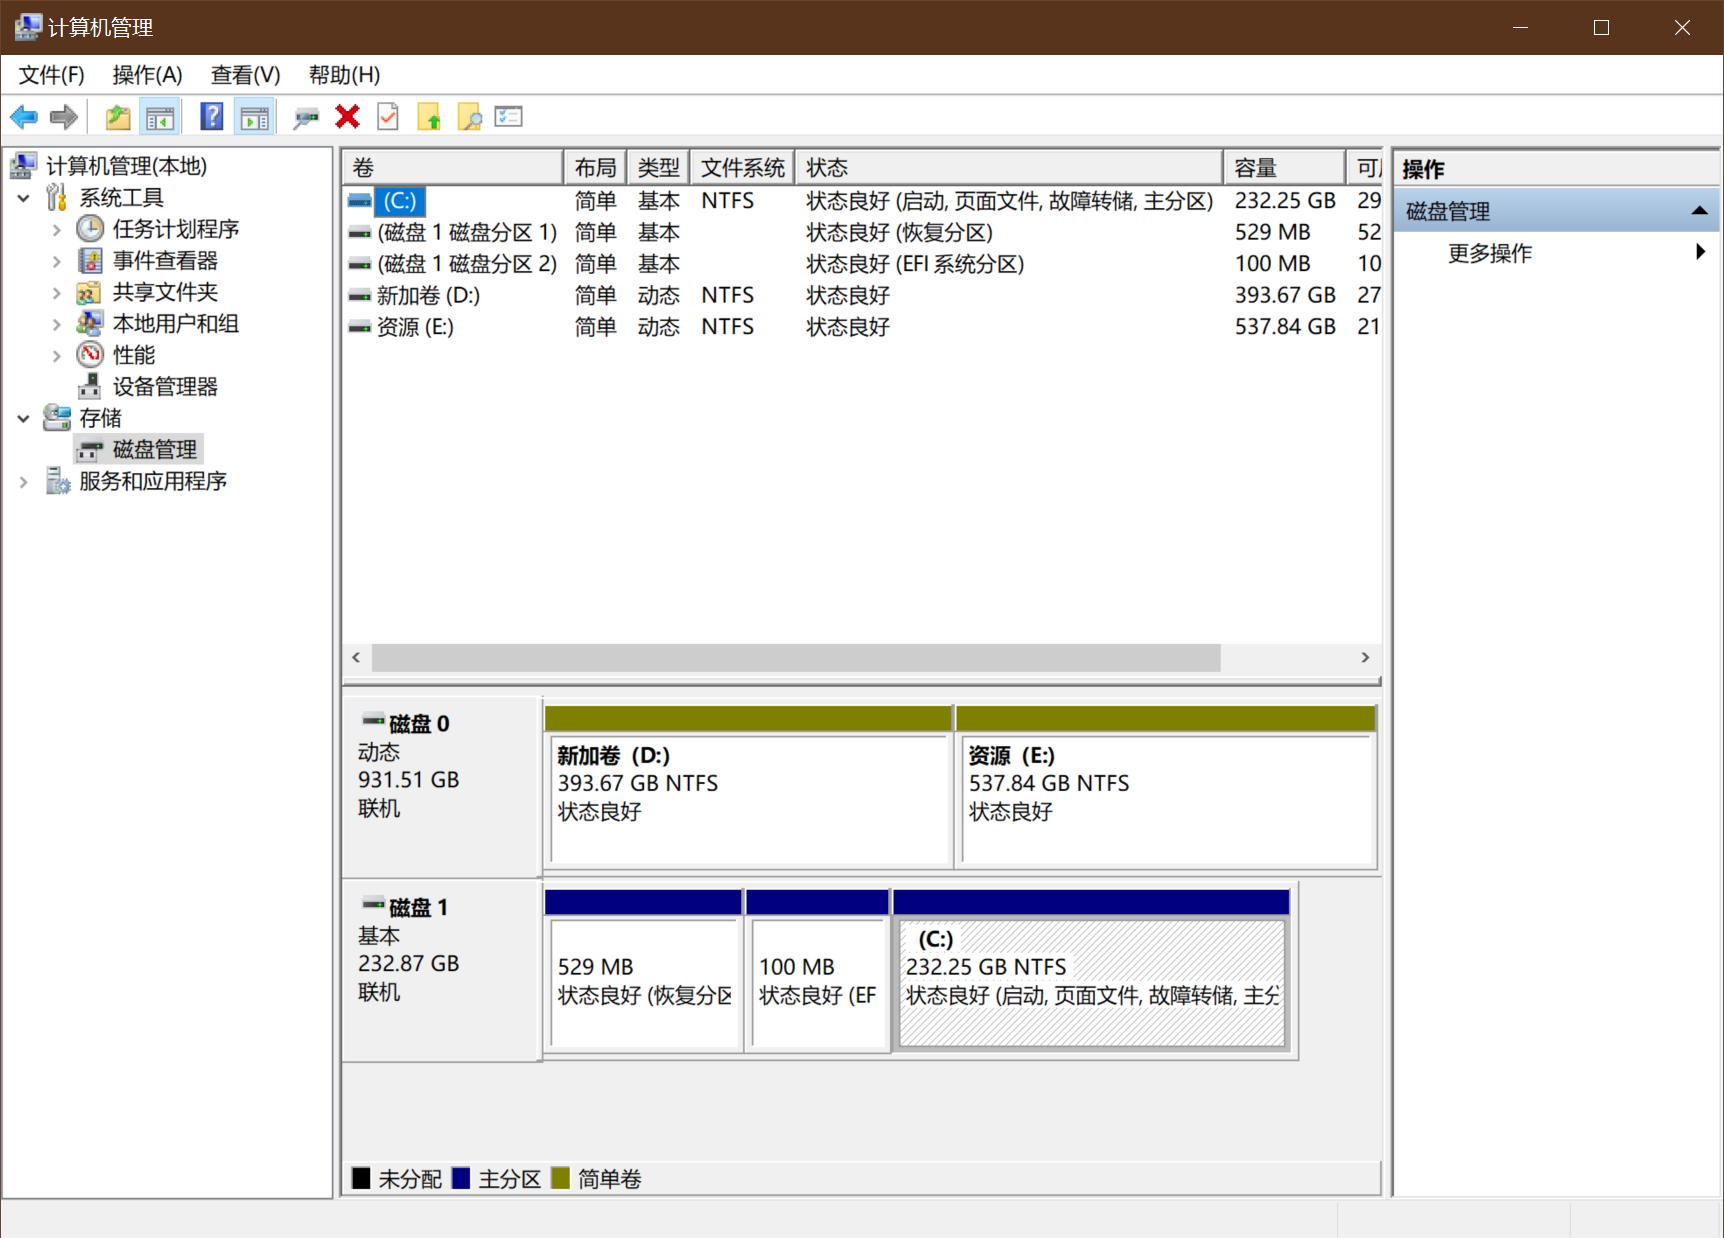 计算机管理
文件(F) 操作(A) 查看(V) 帮助(H)
计算机管理(本地)
系统工具
任务计划程序
事件查看器
共享文件夹
本地用户和组
性能
设备管理器
存储
磁盘管理
服务和应用程序
卷 布局 类型 文件系统 状态 容量
(C:) 简单 基本 NTFS 状态良好 (启动, 页面文件, 故障转储, 主分区) 232.25 GB 29
(磁盘 1 磁盘分区 1) 简单 基本 状态良好 (恢复分区) 529 MB 52
(磁盘 1 磁盘分区 2) 简单 基本 状态良好 (EFI 系统分区) 100 MB 10
新加卷 (D:) 简单 动态 NTFS 状态良好 393.67 GB 27
资源 (E:) 简单 动态 NTFS 状态良好 537.84 GB 21
磁盘 0
动态
931.51 GB
联机
新加卷 (D:)
393.67 GB NTFS
状态良好
资源 (E:)
537.84 GB NTFS
状态良好
磁盘 1
基本
232.87 GB
联机
529 MB
状态良好 (恢复分区
100 MB
状态良好 (EF
(C:)
232.25 GB NTFS
状态良好 (启动, 页面文件, 故障转储, 主分
未分配 主分区 简单卷
操作
磁盘管理
更多操作